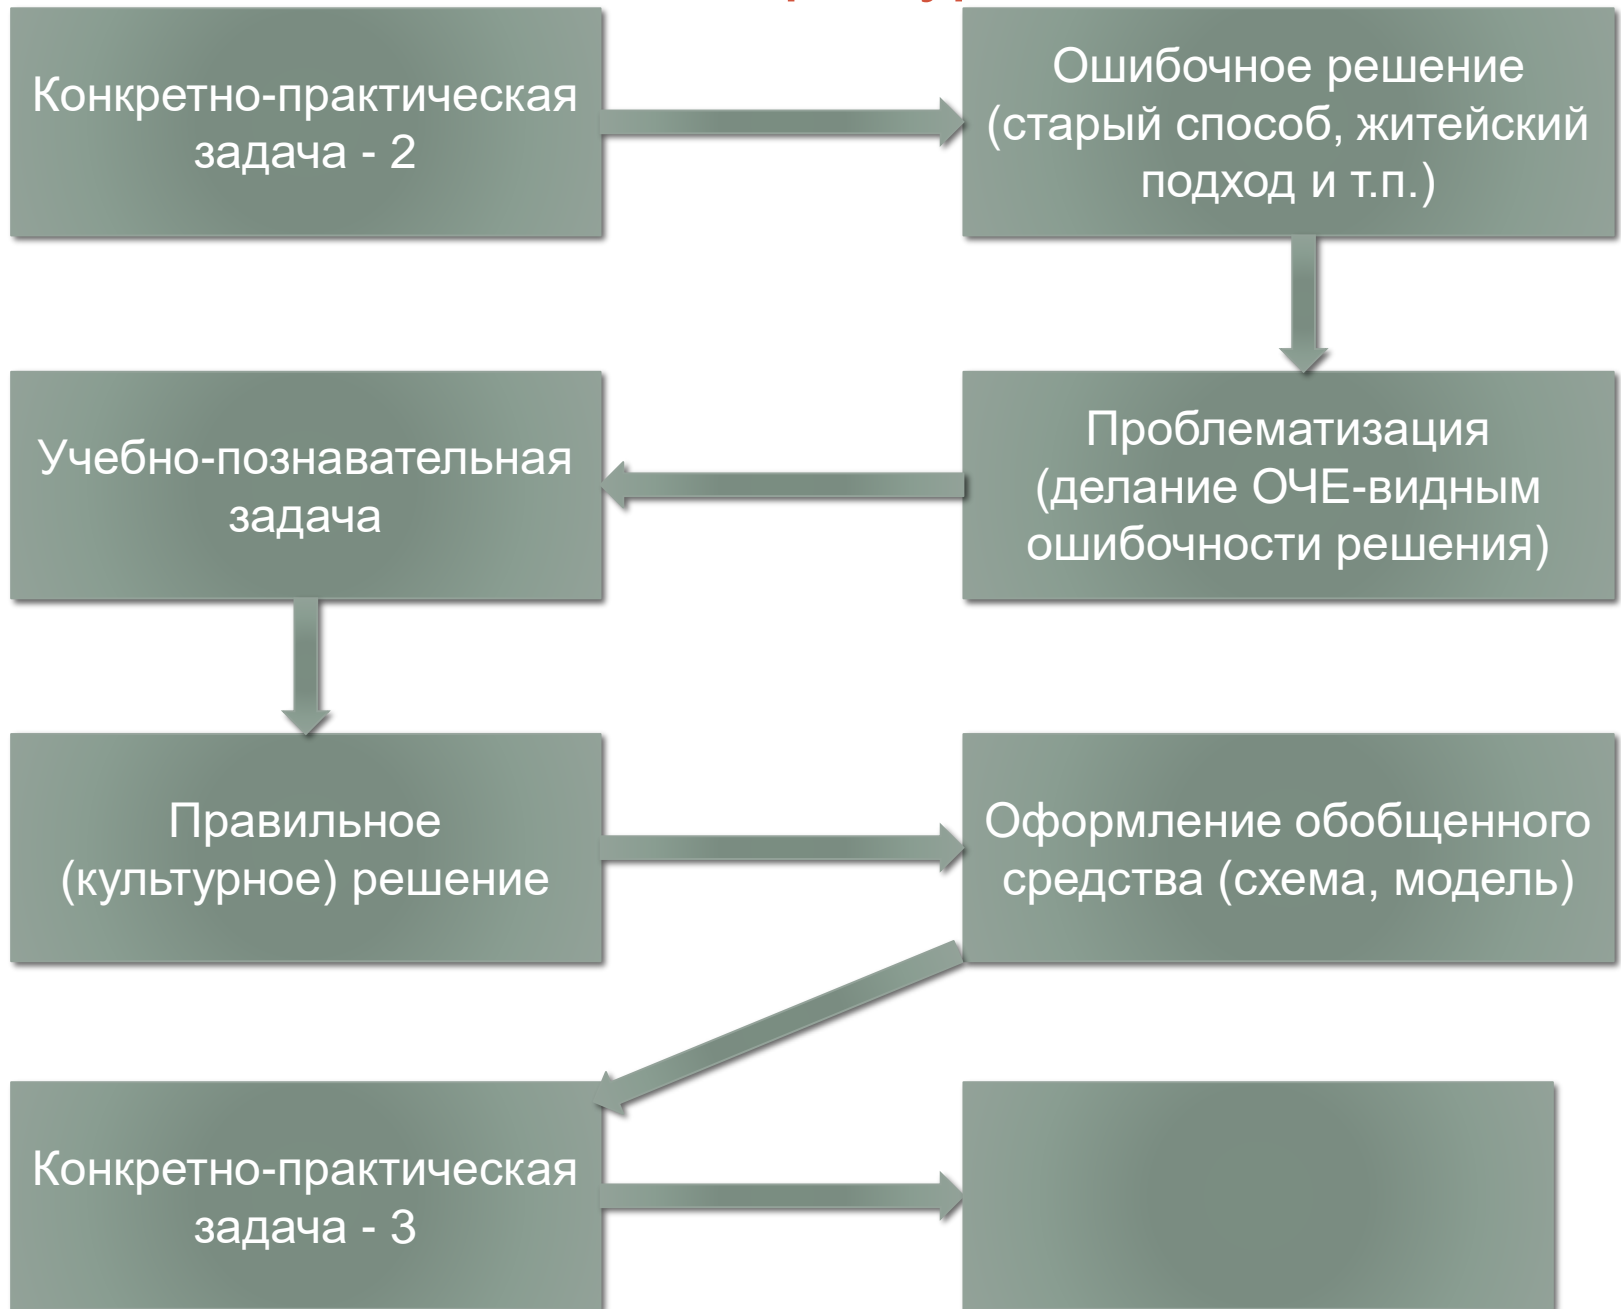 Конкретно-практическая
задача - 2
Ошибочное решение
(старый способ, житейский
подход и т.п.)
Проблематизация
(делание ОЧЕ-видным
ошибочности решения)
Учебно-познавательная
задача
Правильное
(культурное) решение
Оформление обобщенного
средства (схема, модель)
Конкретно-практическая
задача - 3